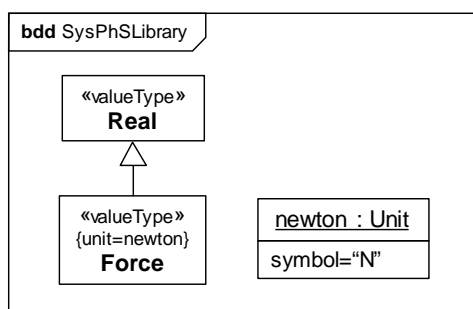 bdd SysPhSLibrary
«valueType»
Real
«valueType»
{unit=newton}
Force
newton : Unit
symbol=“N”